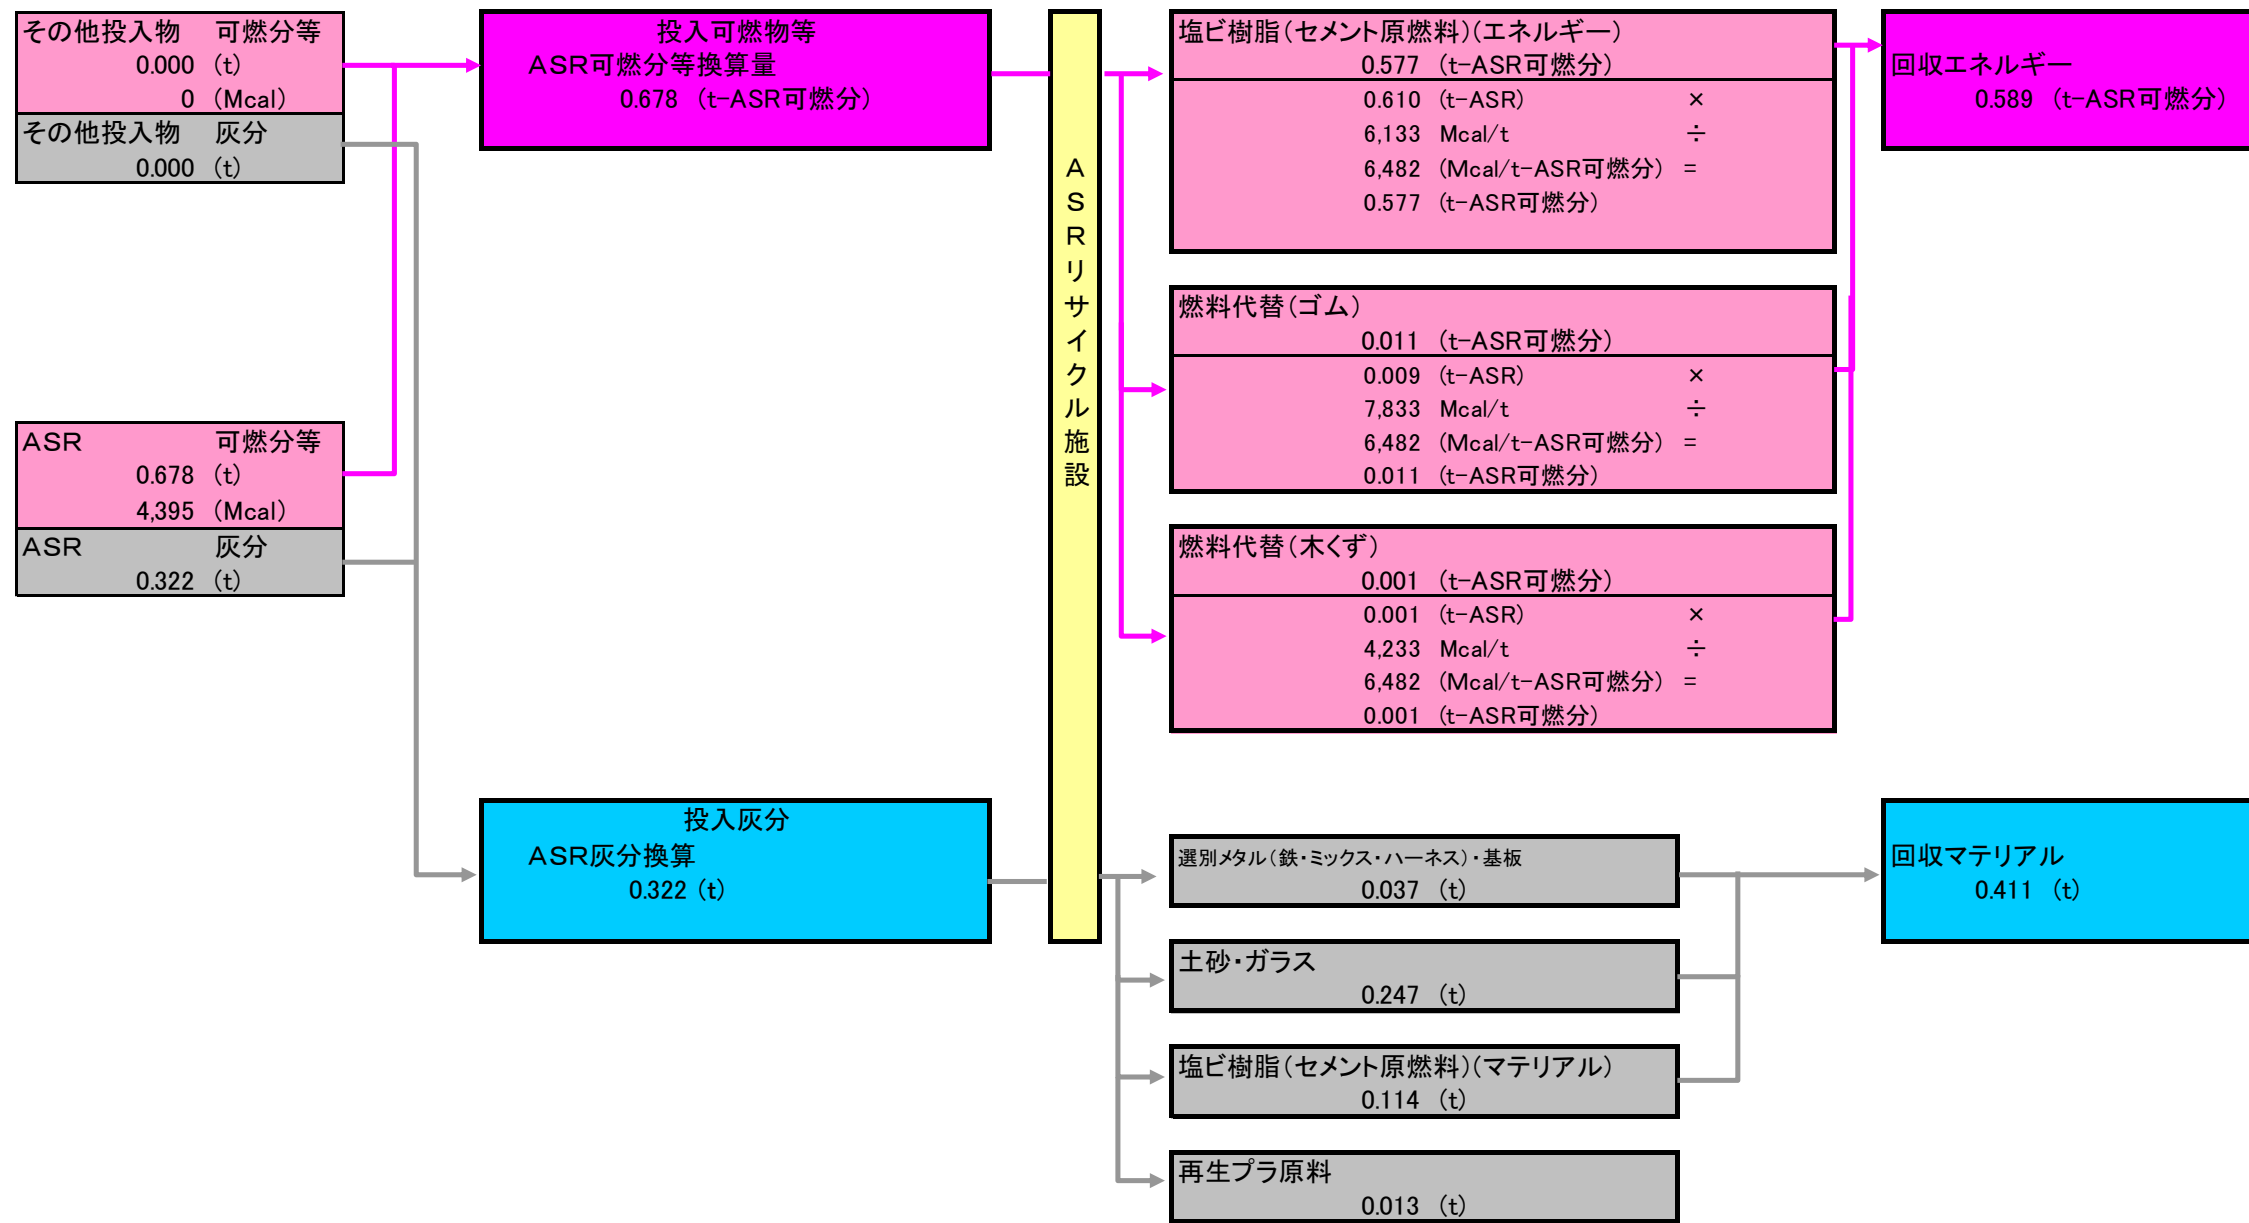 その他投入物 可燃分等
0.000 (t)
0 (Mcal)
その他投入物 灰分
0.000 (t)
ASR 可燃分等
0.678 (t)
4,395 (Mcal)
ASR 灰分
0.322 (t)
投入可燃物等
ASR可燃分等換算量
0.678 (t-ASR可燃分)
投入灰分
ASR灰分換算
0.322 (t)
ASRリサイクル施設
塩ビ樹脂(セメント原燃料)(エネルギー)
0.577 (t-ASR可燃分)
0.610 (t-ASR) ×
6,133 Mcal/t ÷
6,482 (Mcal/t-ASR可燃分) =
0.577 (t-ASR可燃分)
燃料代替(ゴム)
0.011 (t-ASR可燃分)
0.009 (t-ASR) ×
7,833 Mcal/t ÷
6,482 (Mcal/t-ASR可燃分) =
0.011 (t-ASR可燃分)
燃料代替(木くず)
0.001 (t-ASR可燃分)
0.001 (t-ASR) ×
4,233 Mcal/t ÷
6,482 (Mcal/t-ASR可燃分) =
0.001 (t-ASR可燃分)
選別メタル(鉄・ミックス・ハーネス)・基板
0.037 (t)
土砂・ガラス
0.247 (t)
塩ビ樹脂(セメント原燃料)(マテリアル)
0.114 (t)
再生プラ原料
0.013 (t)
回収エネルギー
0.589 (t-ASR可燃分)
回収マテリアル
0.411 (t)